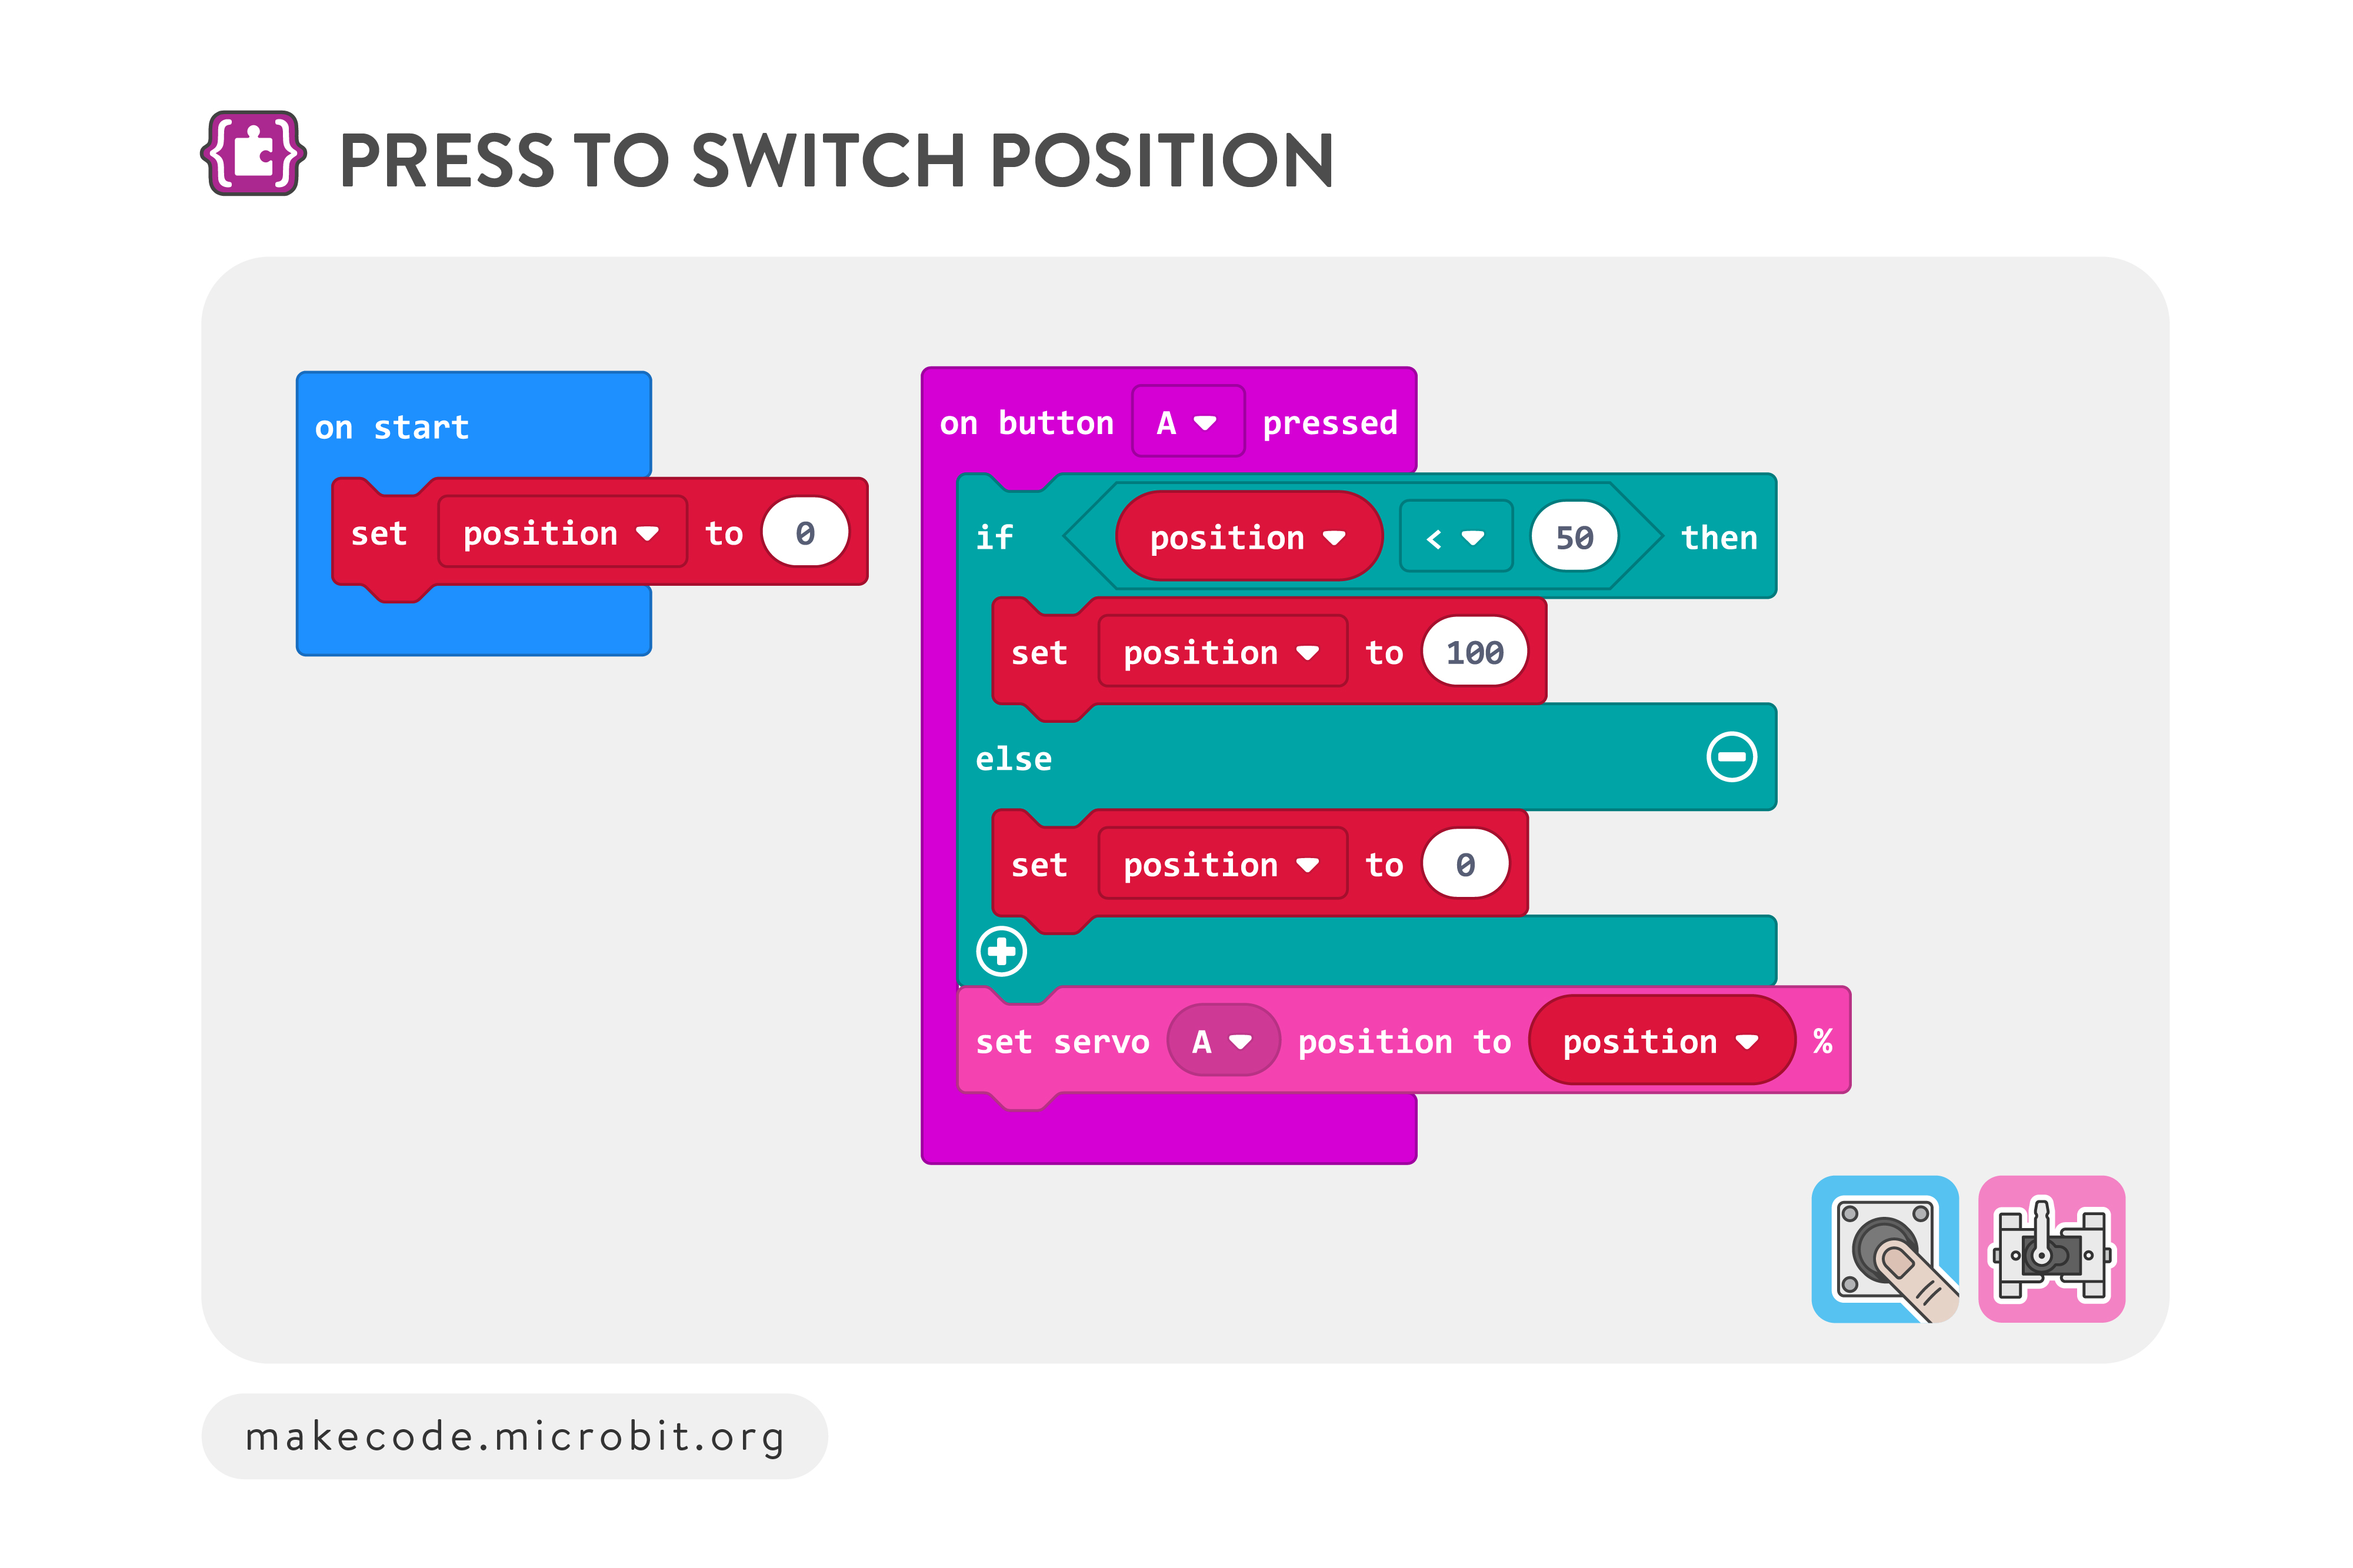 PRESS TO SWITCH POSITION
on start
set position to 0
on button A pressed
if position < 50 then
set position to 100
else
set position to 0
set servo A position to position %
makecode.microbit.org